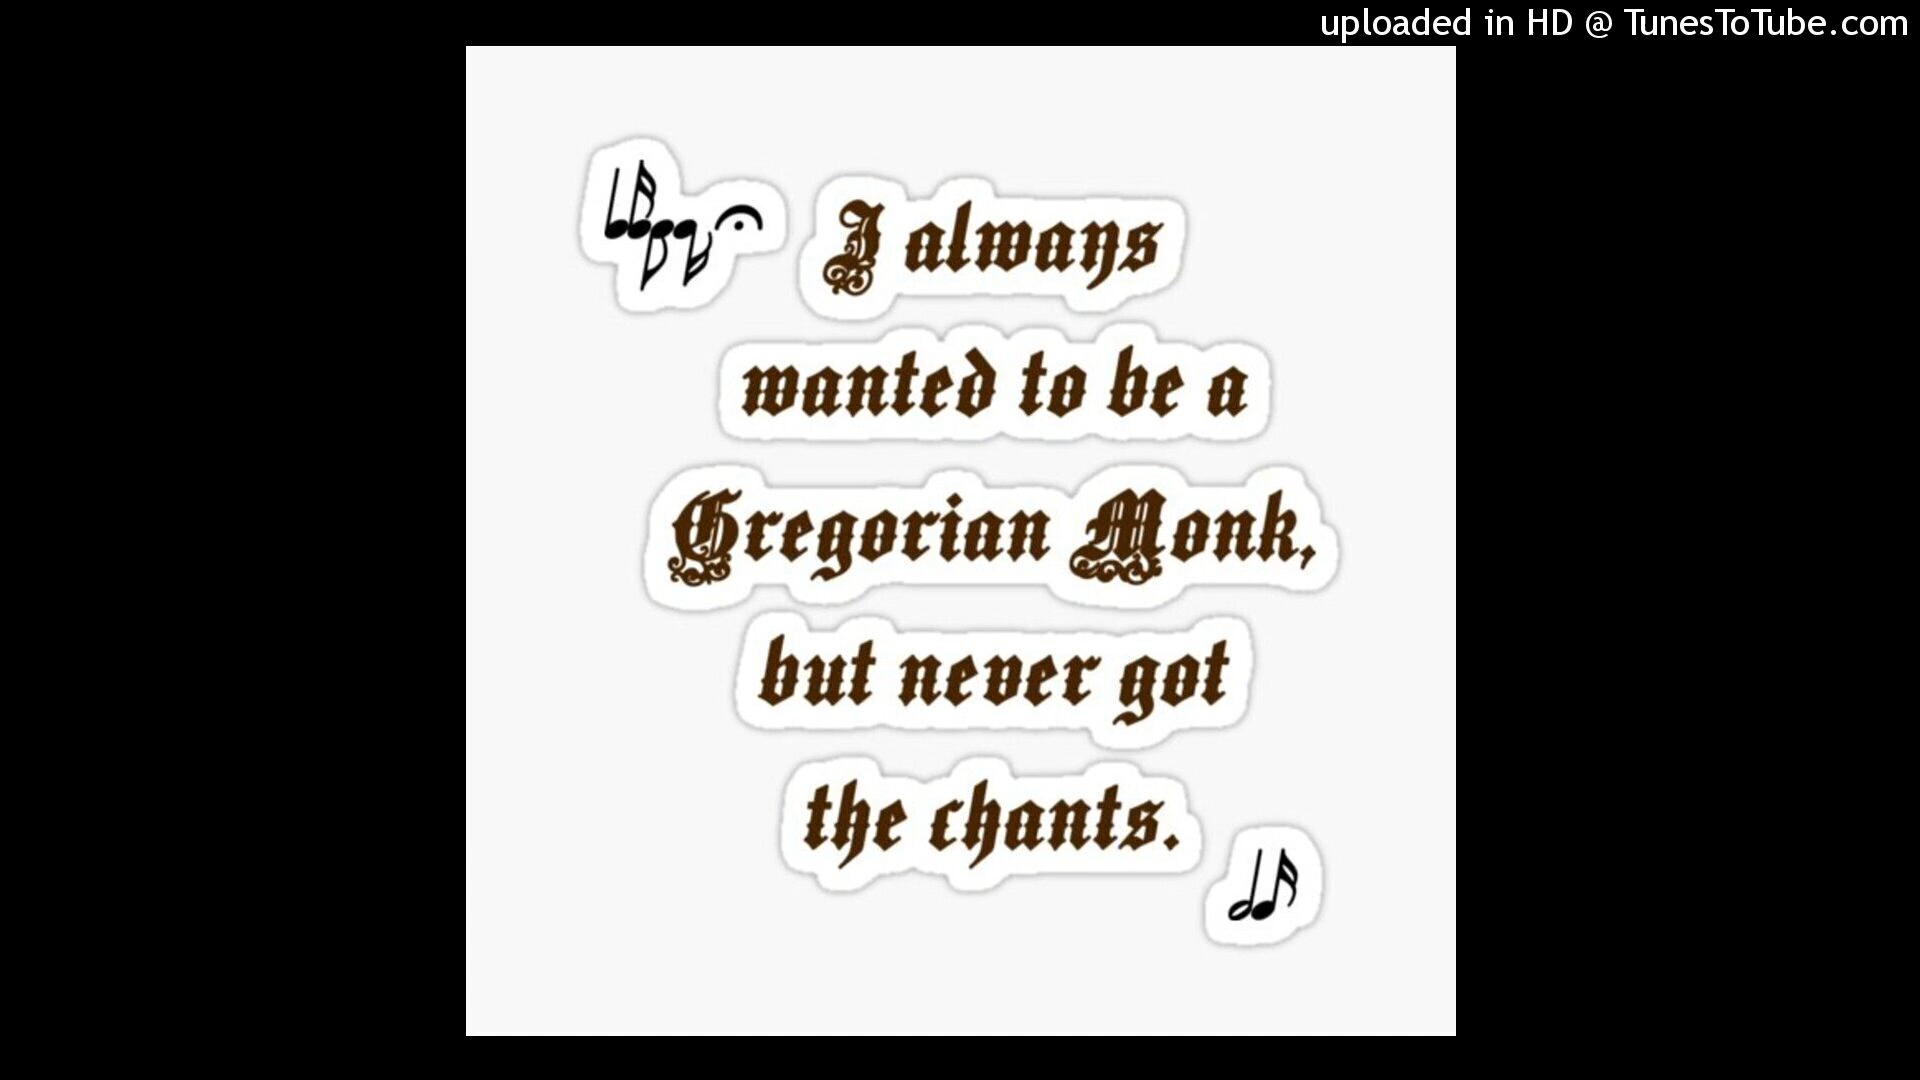 uploaded in HD @ TunesToTube.com
I always
wanted to be a
Gregorian Monk,
but never got
the chants.